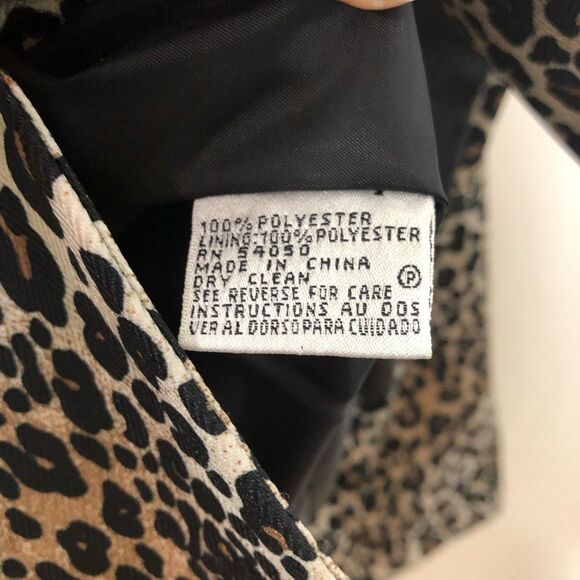 100% POLYESTER
LINING:100% POLYESTER
RN 54050
MADE IN CHINA
DRY CLEAN Ⓟ
SEE REVERSE FOR CARE
INSTRUCTIONS AU DOS
VER AL DORSO PARA CUIDADO